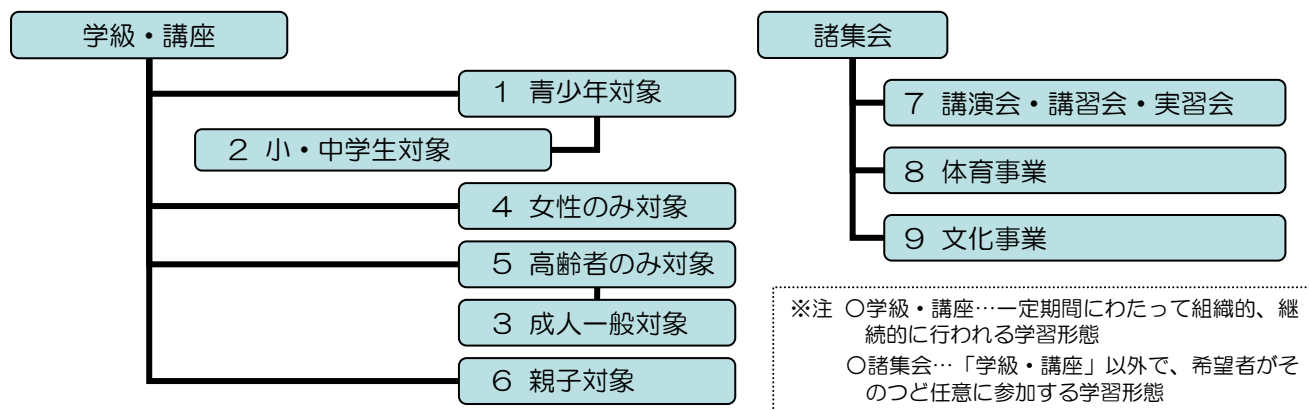 学級・講座
1 青少年対象
2 小・中学生対象
4 女性のみ対象
5 高齢者のみ対象
3 成人一般対象
6 親子対象
諸集会
7 講演会・講習会・実習会
8 体育事業
9 文化事業
※注 ○学級・講座…一定期間にわたって組織的、継
続的に行われる学習形態
○諸集会…「学級・講座」以外で、希望者がそ
のつど任意に参加する学習形態